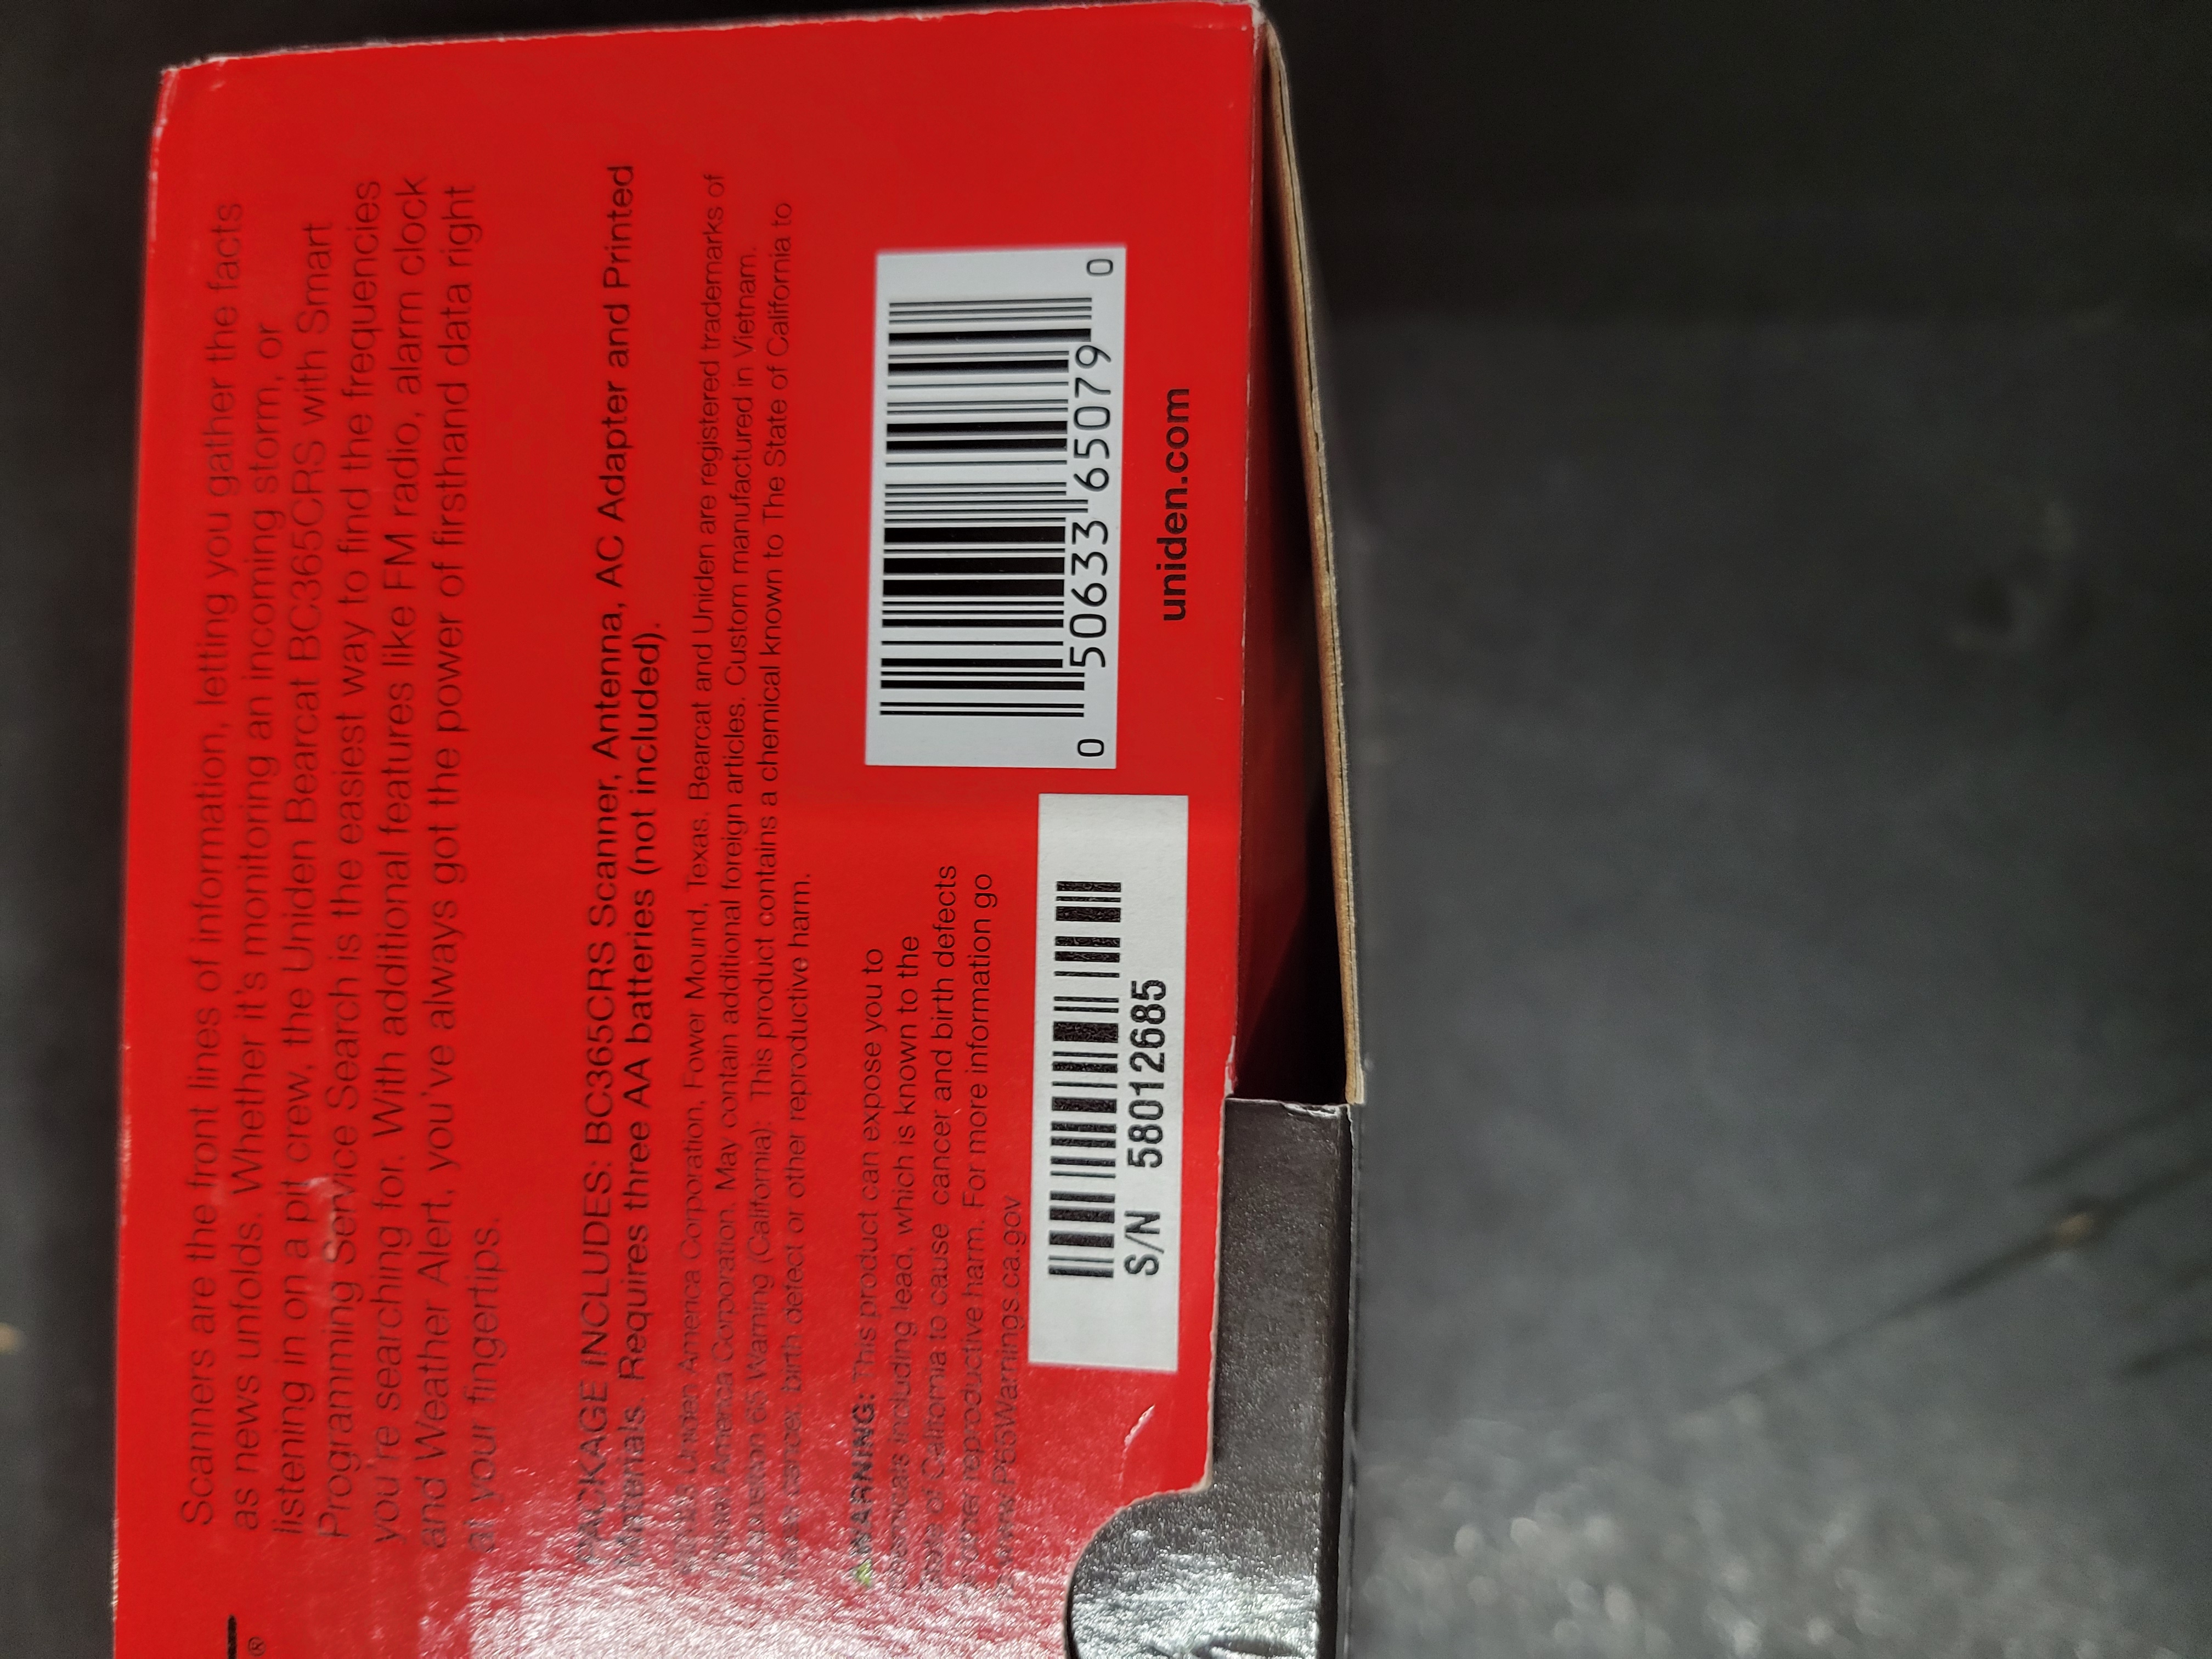 Scanners are the front lines of information, letting you gather the facts
as news unfolds. Whether it's monitoring an incoming storm, or
listening in on a pit crew, the Uniden Bearcat BC365CRS with Smart
Programming Service Search is the easiest way to find the frequencies
you're searching for. With additional features like FM radio, alarm clock
and Weather Alert, you've always got the power of firsthand data right
at your fingertips.
PACKAGE INCLUDES: BC365CRS Scanner, Antenna, AC Adapter and Printed
Materials. Requires three AA batteries (not included).
Uniden America Corporation, Fower Mound, Texas. Bearcat and Uniden are registered trademarks of
Uniden America Corporation. May contain additional foreign articles. Custom manufactured in Vietnam.
65 Warning (California): This product contains a chemical known to The State of California to
cancer, birth defect or other reproductive harm.
WARNING: This product can expose you to
chemicals including lead, which is known to the
State of California to cause cancer and birth defects
or other reproductive harm. For more information go
P65Warnings.ca.gov
S/N 58012685
0 50633 65079 0
uniden.com
®